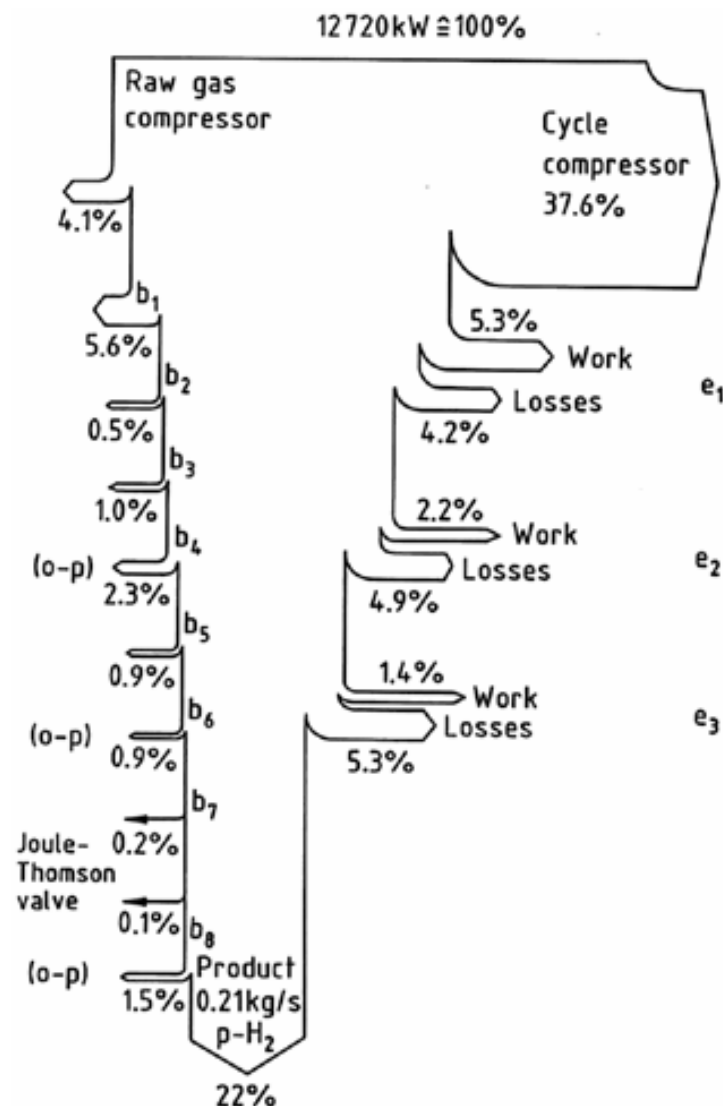 12720kW ≙ 100%
Raw gas
compressor
Cycle
compressor
37.6%
4.1%
b₁
5.6%
5.3%
Work
e₁
b₂
Losses
0.5%
4.2%
b₃
1.0%
2.2%
Work
b₄
(o-p)
Losses
e₂
2.3%
4.9%
b₅
0.9%
1.4%
Work
b₆
(o-p)
Losses
e₃
0.9%
5.3%
b₇
Joule-
0.2%
Thomson
valve
0.1%
b₈
(o-p)
Product
1.5%
0.21kg/s
p-H₂
22%